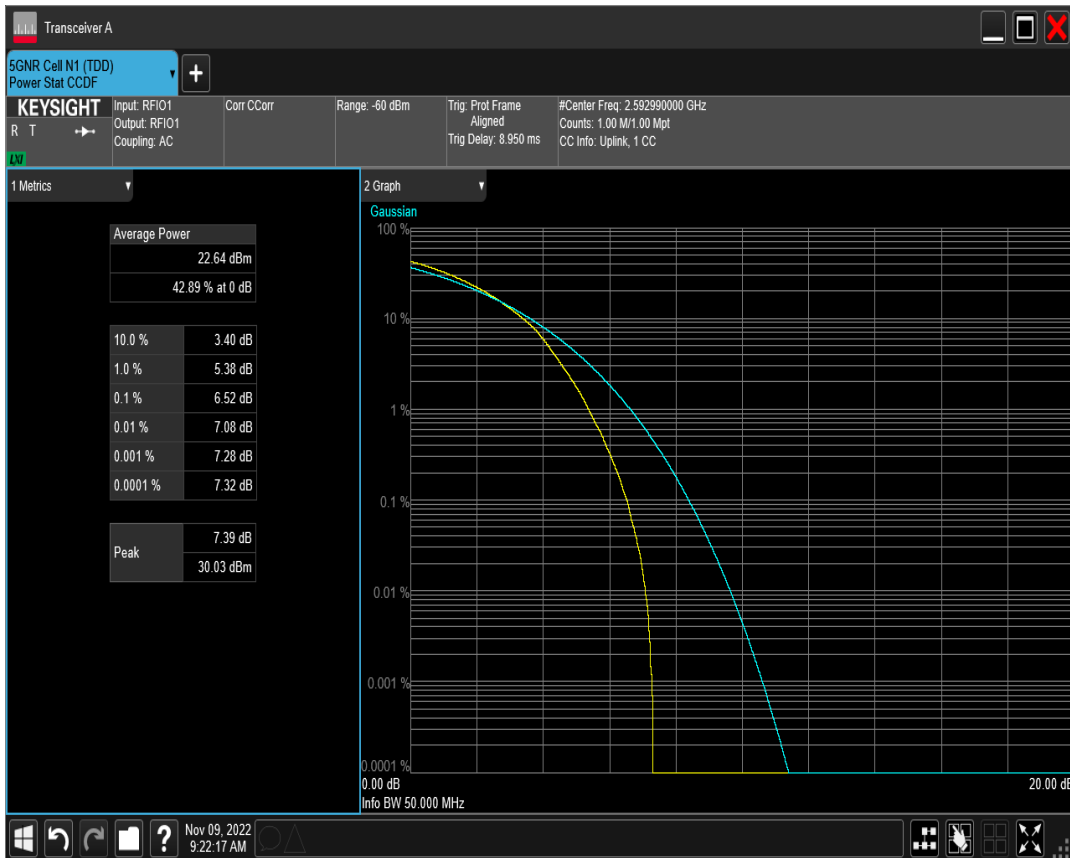 Transceiver A
5GNR Cell N1 (TDD)
Power Stat CCDF
+
KEYSIGHT
R T
LXI
Input: RFIO1
Output: RFIO1
Coupling: AC
Corr CCorr
Range: -60 dBm
Trig: Prot Frame
Aligned
Trig Delay: 8.950 ms
#Center Freq: 2.592990000 GHz
Counts: 1.00 M/1.00 Mpt
CC Info: Uplink, 1 CC
1 Metrics
Average Power
22.64 dBm
42.89 % at 0 dB
10.0 % 3.40 dB
1.0 % 5.38 dB
0.1 % 6.52 dB
0.01 % 7.08 dB
0.001 % 7.28 dB
0.0001 % 7.32 dB
Peak 7.39 dB
30.03 dBm
2 Graph
Gaussian
100 %
10 %
1 %
0.1 %
0.01 %
0.001 %
0.0001 %
0.00 dB 20.00 dB
Info BW 50.000 MHz
?
Nov 09, 2022
9:22:17 AM